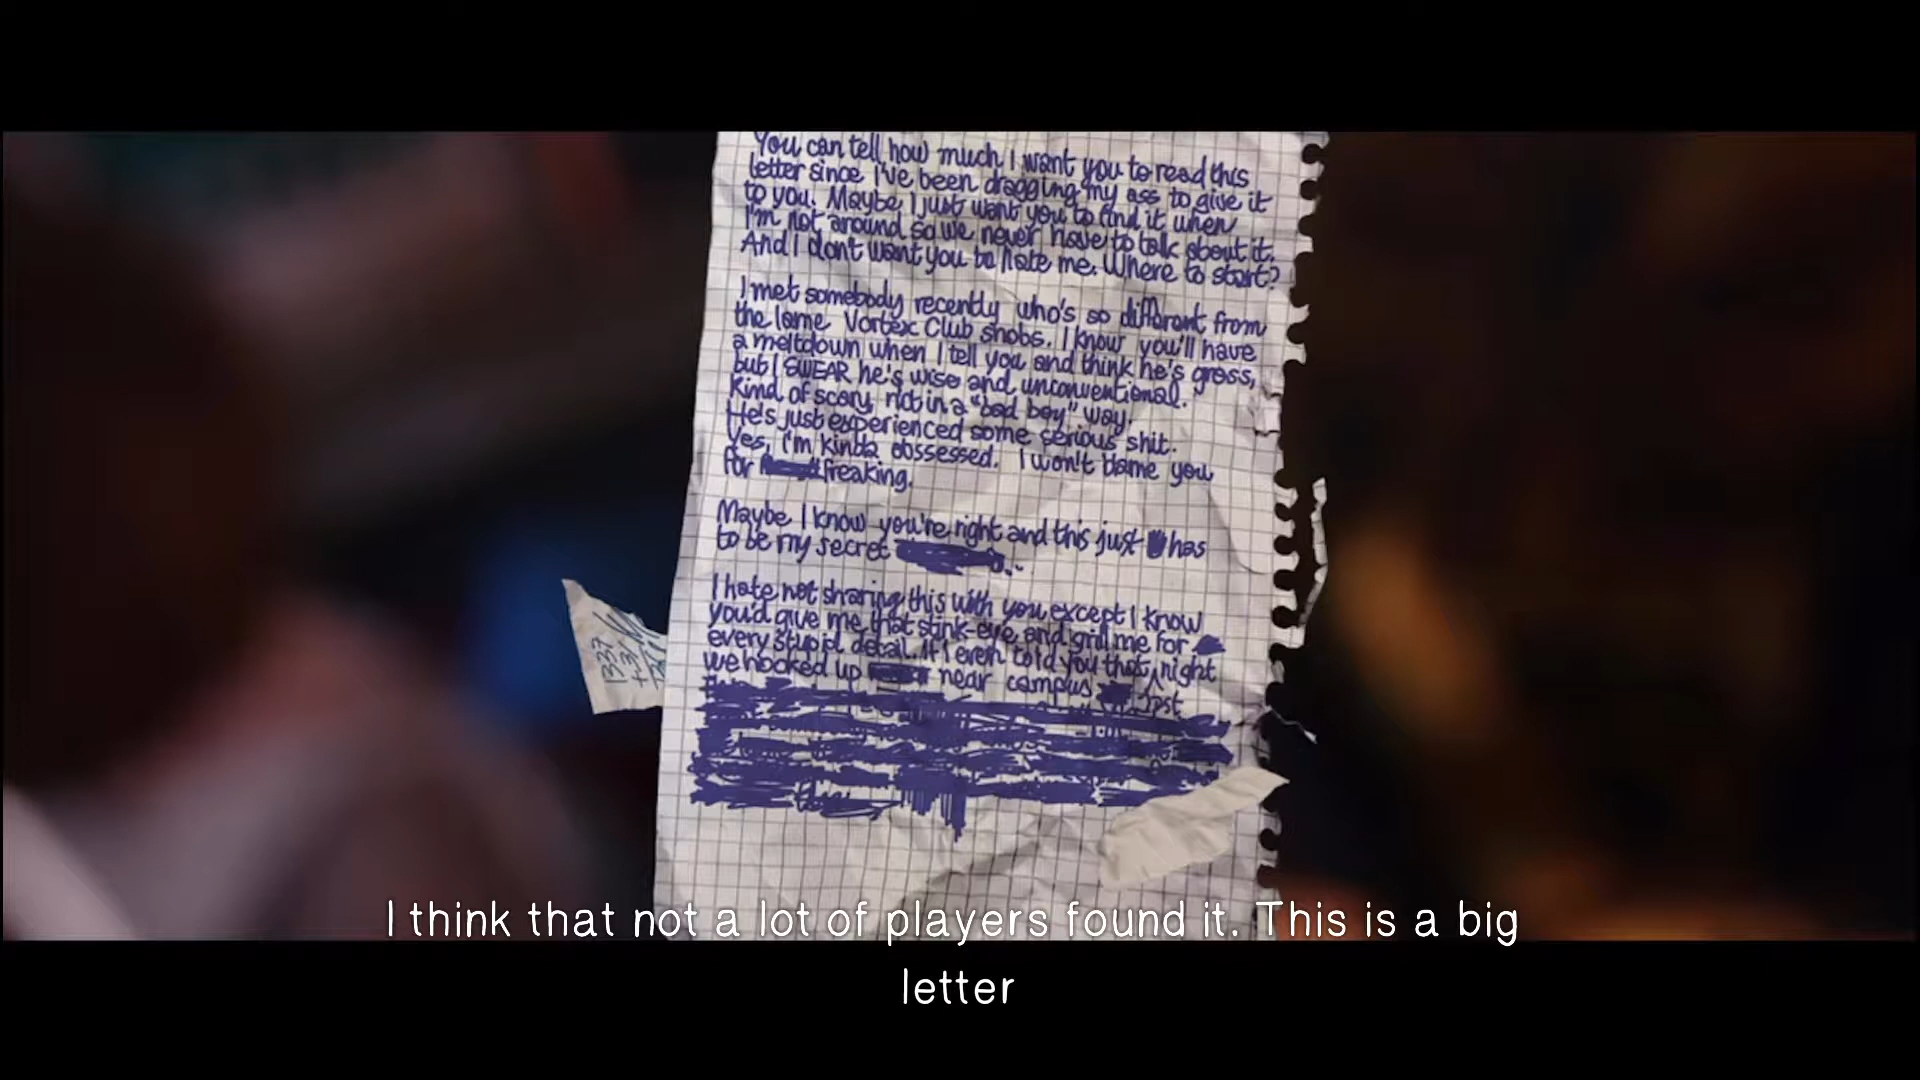 You can tell how much I want you to read this
letter since I've been dragging my ass to give it
to you. Maybe I just want you to find it when
I'm not around so we never have to talk about it.
And I don't want you to hate me. Where to start?
I met somebody recently who's so different from
the lame Vortex Club snobs. I know you'll have
a meltdown when I tell you and think he's gross,
but I SWEAR he's wise and unconventional.
Kind of scary, not in a "bad boy" way.
He's just experienced some serious shit.
Yes, I'm kinda obssessed. I won't blame you
for freaking.
Maybe I know you're right and this just has
to be my secret
I hate not sharing this with you except I know
you'd give me that stink-eye and grill me for
every stupid detail. If I even told you that night
we hooked up near campus
1337
I think that not a lot of players found it. This is a big
letter